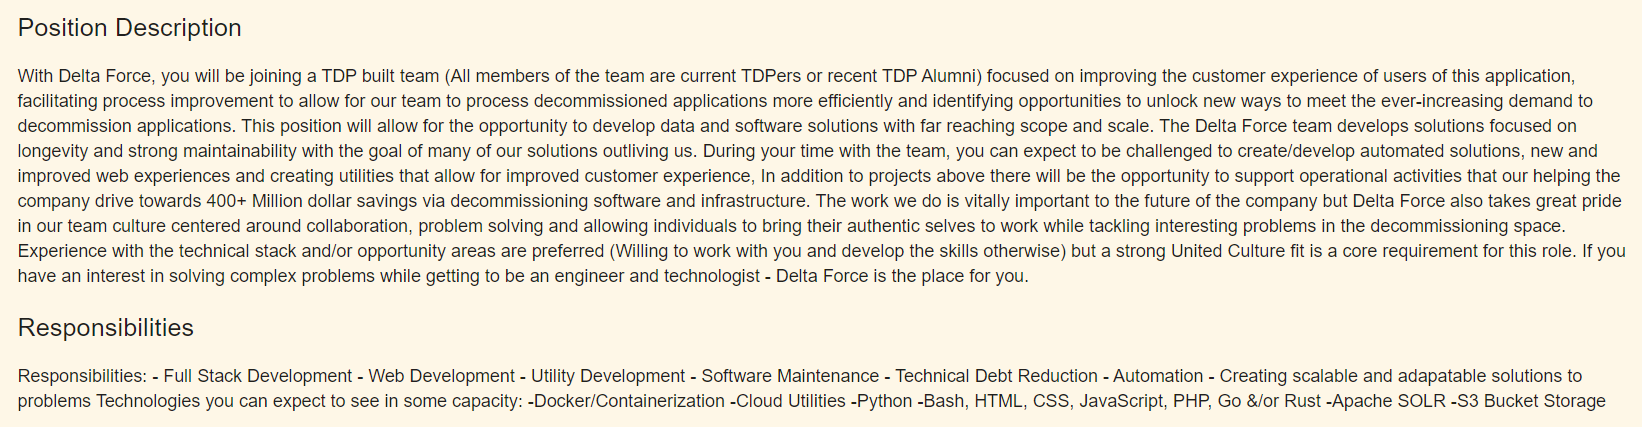 Position Description
With Delta Force, you will be joining a TDP built team (All members of the team are current TDPers or recent TDP Alumni) focused on improving the customer experience of users of this application,
facilitating process improvement to allow for our team to process decommissioned applications more efficiently and identifying opportunities to unlock new ways to meet the ever-increasing demand to
decommission applications. This position will allow for the opportunity to develop data and software solutions with far reaching scope and scale. The Delta Force team develops solutions focused on
longevity and strong maintainability with the goal of many of our solutions outliving us. During your time with the team, you can expect to be challenged to create/develop automated solutions, new and
improved web experiences and creating utilities that allow for improved customer experience, In addition to projects above there will be the opportunity to support operational activities that our helping the
company drive towards 400+ Million dollar savings via decommissioning software and infrastructure. The work we do is vitally important to the future of the company but Delta Force also takes great pride
in our team culture centered around collaboration, problem solving and allowing individuals to bring their authentic selves to work while tackling interesting problems in the decommissioning space.
Experience with the technical stack and/or opportunity areas are preferred (Willing to work with you and develop the skills otherwise) but a strong United Culture fit is a core requirement for this role. If you
have an interest in solving complex problems while getting to be an engineer and technologist - Delta Force is the place for you.
Responsibilities
Responsibilities: - Full Stack Development - Web Development - Utility Development - Software Maintenance - Technical Debt Reduction - Automation - Creating scalable and adapatable solutions to
problems Technologies you can expect to see in some capacity: -Docker/Containerization -Cloud Utilities -Python -Bash, HTML, CSS, JavaScript, PHP, Go &/or Rust -Apache SOLR -S3 Bucket Storage